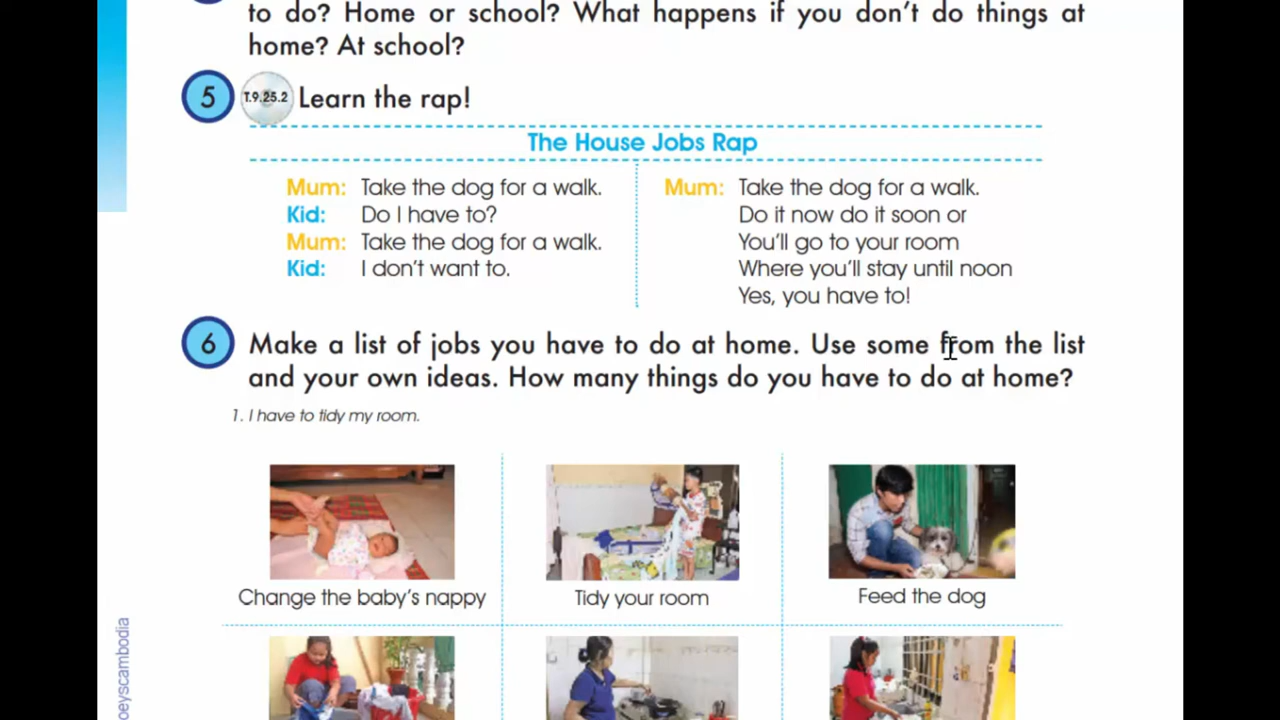 to do? Home or school? What happens if you don't do things at
home? At school?
5 T.9.25.2 Learn the rap!
The House Jobs Rap
Mum: Take the dog for a walk.
Kid: Do I have to?
Mum: Take the dog for a walk.
Kid: I don't want to.
Mum: Take the dog for a walk.
Do it now do it soon or
You'll go to your room
Where you'll stay until noon
Yes, you have to!
6 Make a list of jobs you have to do at home. Use some from the list
and your own ideas. How many things do you have to do at home?
1. I have to tidy my room.
Change the baby's nappy
Tidy your room
Feed the dog
oeyscambodia